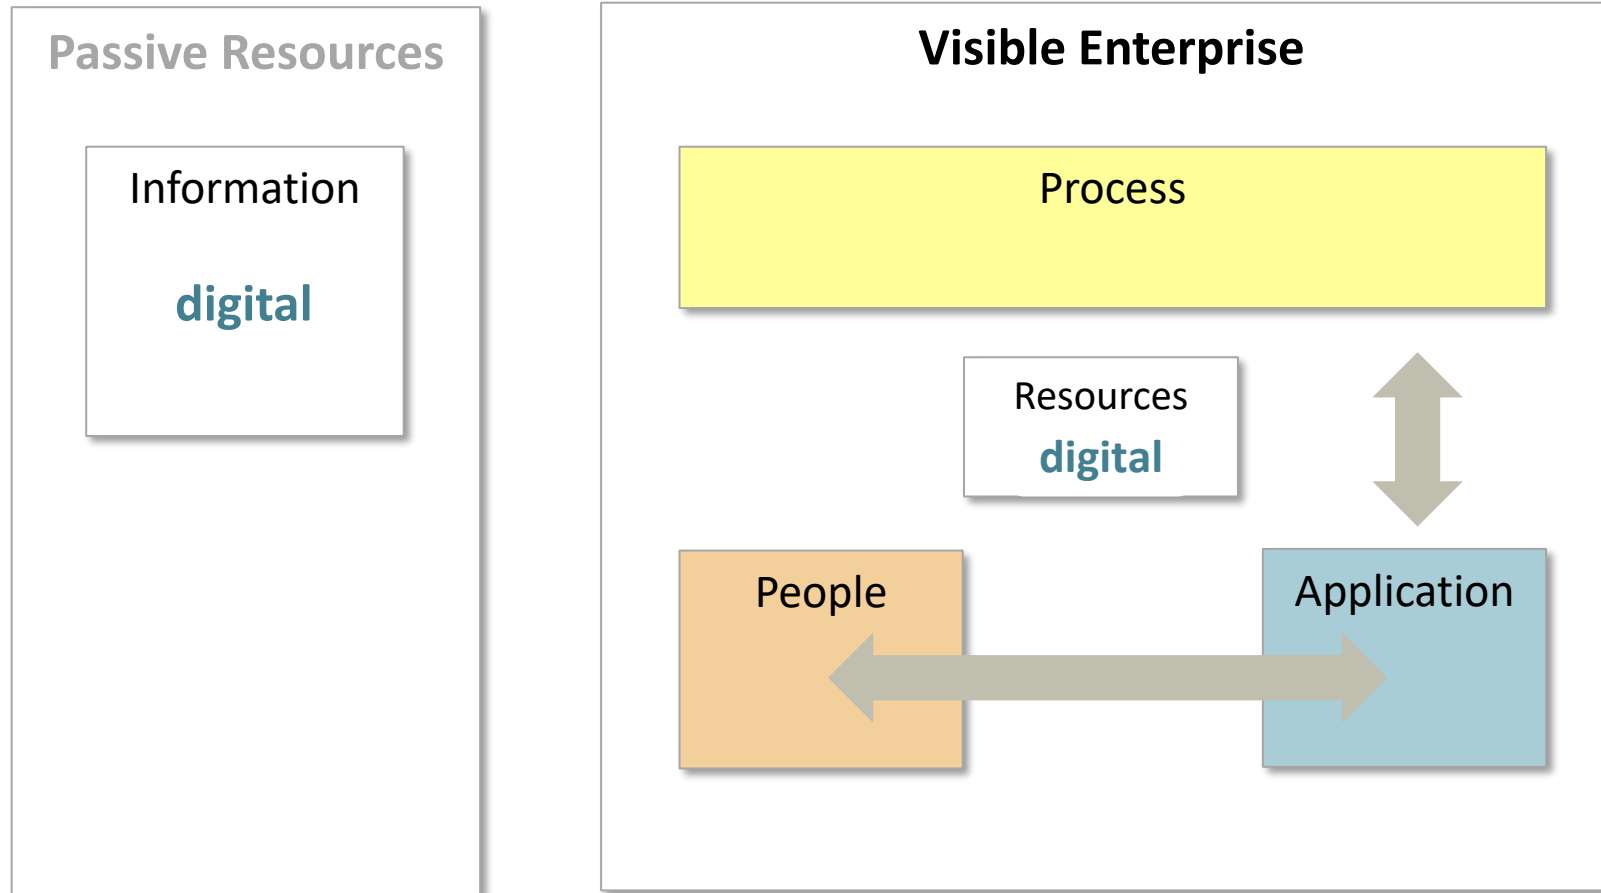 Passive Resources
Information
digital
Visible Enterprise
Process
Resources
digital
People
Application